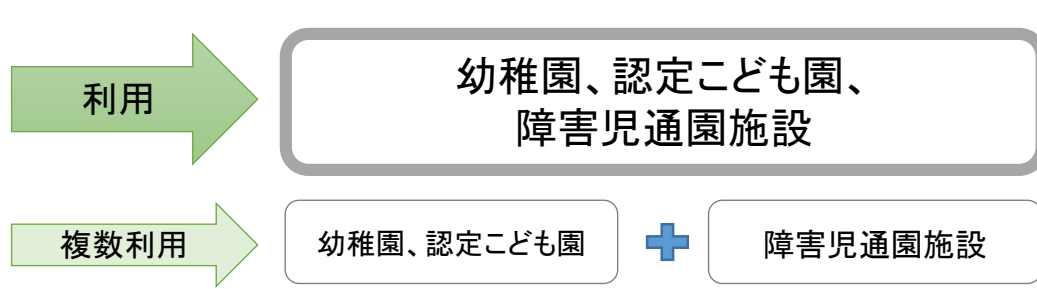 利用
幼稚園、認定こども園、
障害児通園施設
複数利用
幼稚園、認定こども園
障害児通園施設